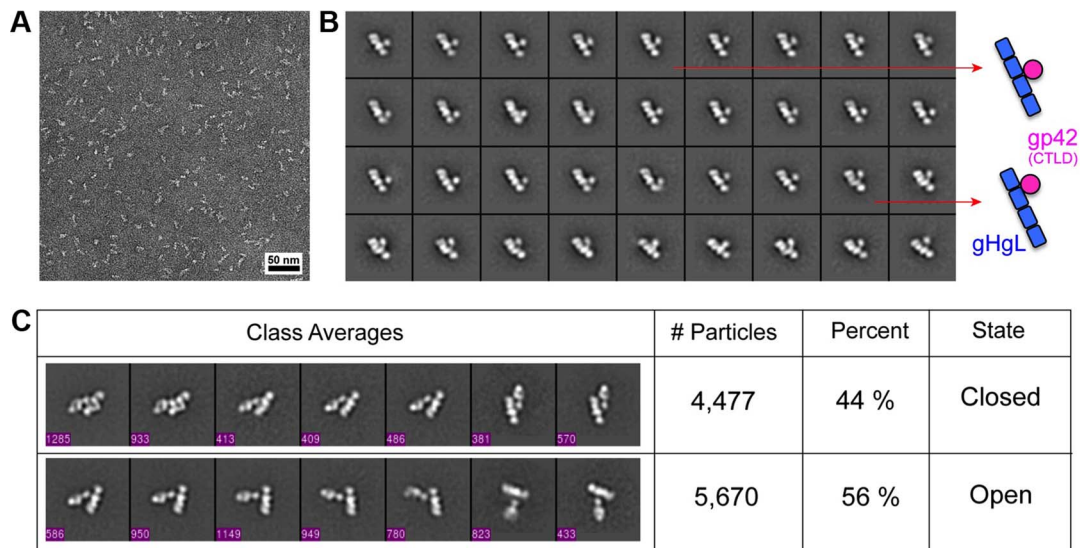 A
50 nm
B
gp42
(CTLD)
gHgL
C
Class Averages
# Particles
Percent
State
1285 933 413 409 486 381 570
4,477
44 %
Closed
586 950 1149 949 780 823 433
5,670
56 %
Open